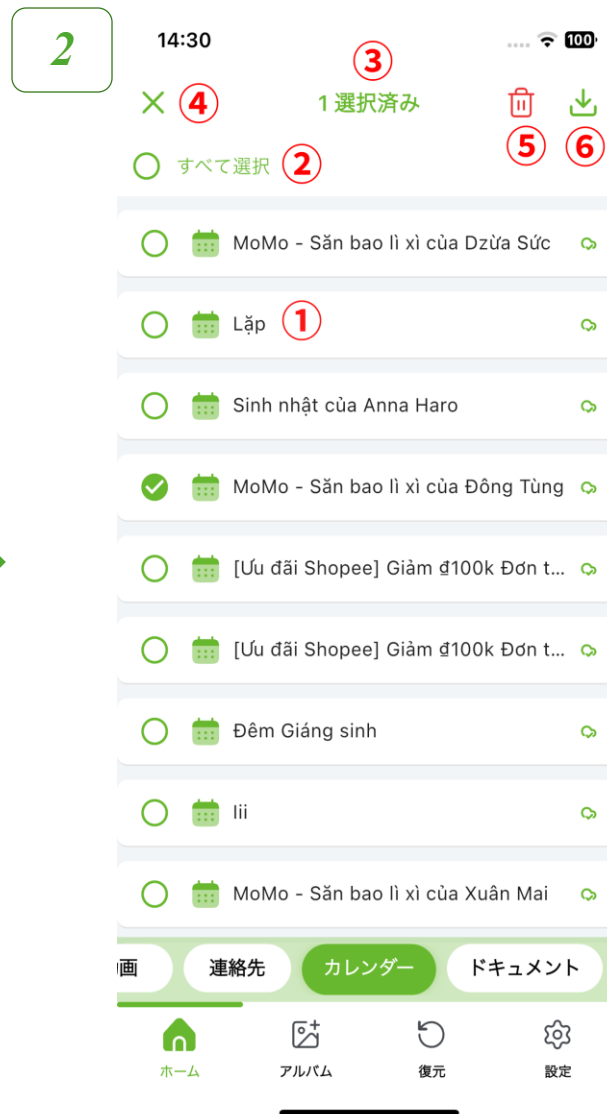 2
14:30
100
③
④
1 選択済み
⑤
⑥
すべて選択
②
MoMo - Săn bao lì xì của Dzừa Sức
Lặp
①
Sinh nhật của Anna Haro
MoMo - Săn bao lì xì của Đông Tùng
[Ưu đãi Shopee] Giảm ₫100k Đơn t...
[Ưu đãi Shopee] Giảm ₫100k Đơn t...
Đêm Giáng sinh
lii
MoMo - Săn bao lì xì của Xuân Mai
画
連絡先
カレンダー
ドキュメント
ホーム
アルバム
復元
設定